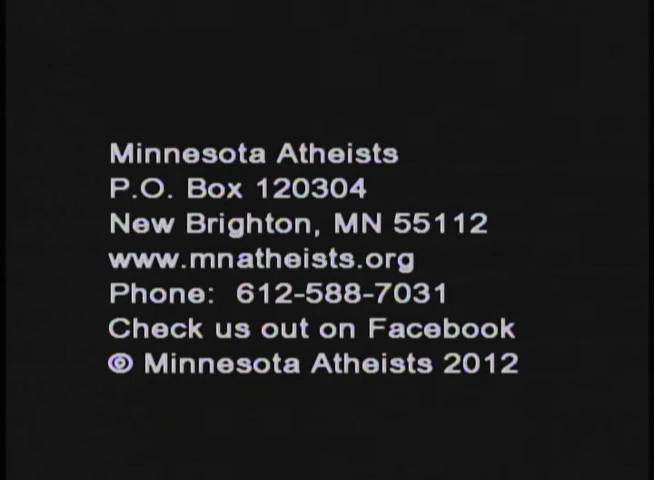 Minnesota Atheists
P.O. Box 120304
New Brighton, MN 55112
www.mnatheists.org
Phone:  612-588-7031
Check us out on Facebook
© Minnesota Atheists 2012